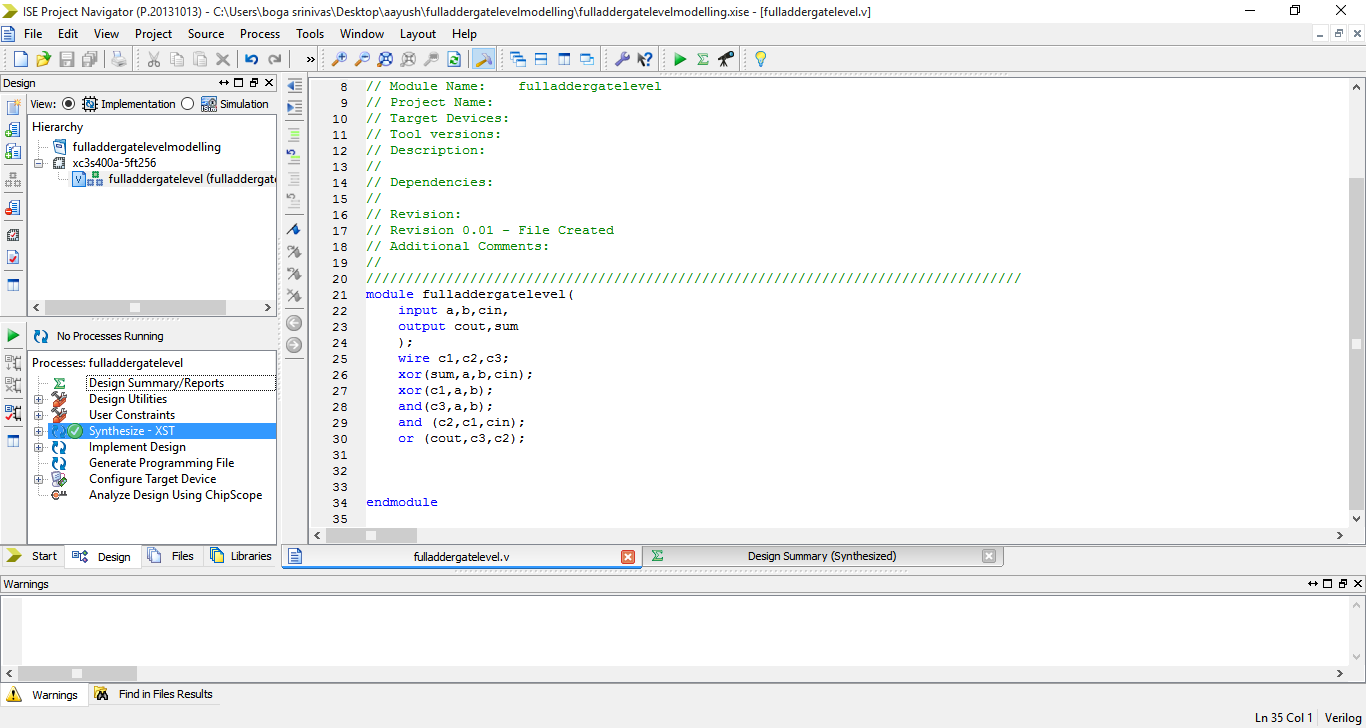 ISE Project Navigator (P.20131013) - C:\Users\boga srinivas\Desktop\aayush\fulladdergatelevelmodelling\fulladdergatelevelmodelling.xise - [fulladdergatelevel.v]
File Edit View Project Source Process Tools Window Layout Help
»
Design
View: Implementation Simulation
Hierarchy
fulladdergatelevelmodelling
xc3s400a-5ft256
fulladdergatelevel (fulladdergate
No Processes Running
Processes: fulladdergatelevel
Design Summary/Reports
Design Utilities
User Constraints
Synthesize - XST
Implement Design
Generate Programming File
Configure Target Device
Analyze Design Using ChipScope
Start Design Files Libraries
8 // Module Name: fulladdergatelevel
9 // Project Name:
10 // Target Devices:
11 // Tool versions:
12 // Description:
13 //
14 // Dependencies:
15 //
16 // Revision:
17 // Revision 0.01 - File Created
18 // Additional Comments:
19 //
20 //////////////////////////////////////////////////////////////////////////////////
21 module fulladdergatelevel(
22 input a,b,cin,
23 output cout,sum
24 );
25 wire c1,c2,c3;
26 xor(sum,a,b,cin);
27 xor(c1,a,b);
28 and(c3,a,b);
29 and (c2,c1,cin);
30 or (cout,c3,c2);
31
32
33
34 endmodule
35
fulladdergatelevel.v Design Summary (Synthesized)
Warnings
Warnings Find in Files Results
Ln 35 Col 1 Verilog